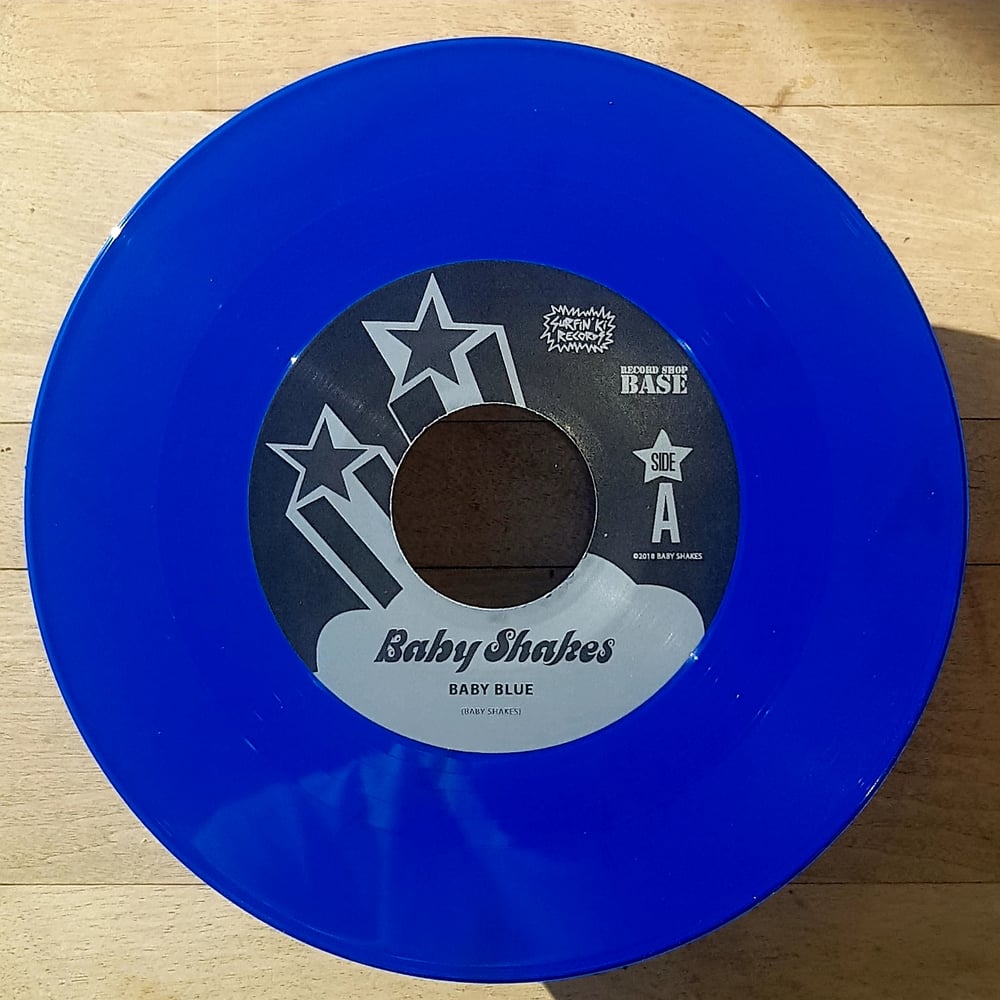 SURFIN' KI
RECORDS
RECORD SHOP
BASE
SIDE
A
©2018 BABY SHAKES
Baby Shakes
BABY BLUE
(BABY SHAKES)